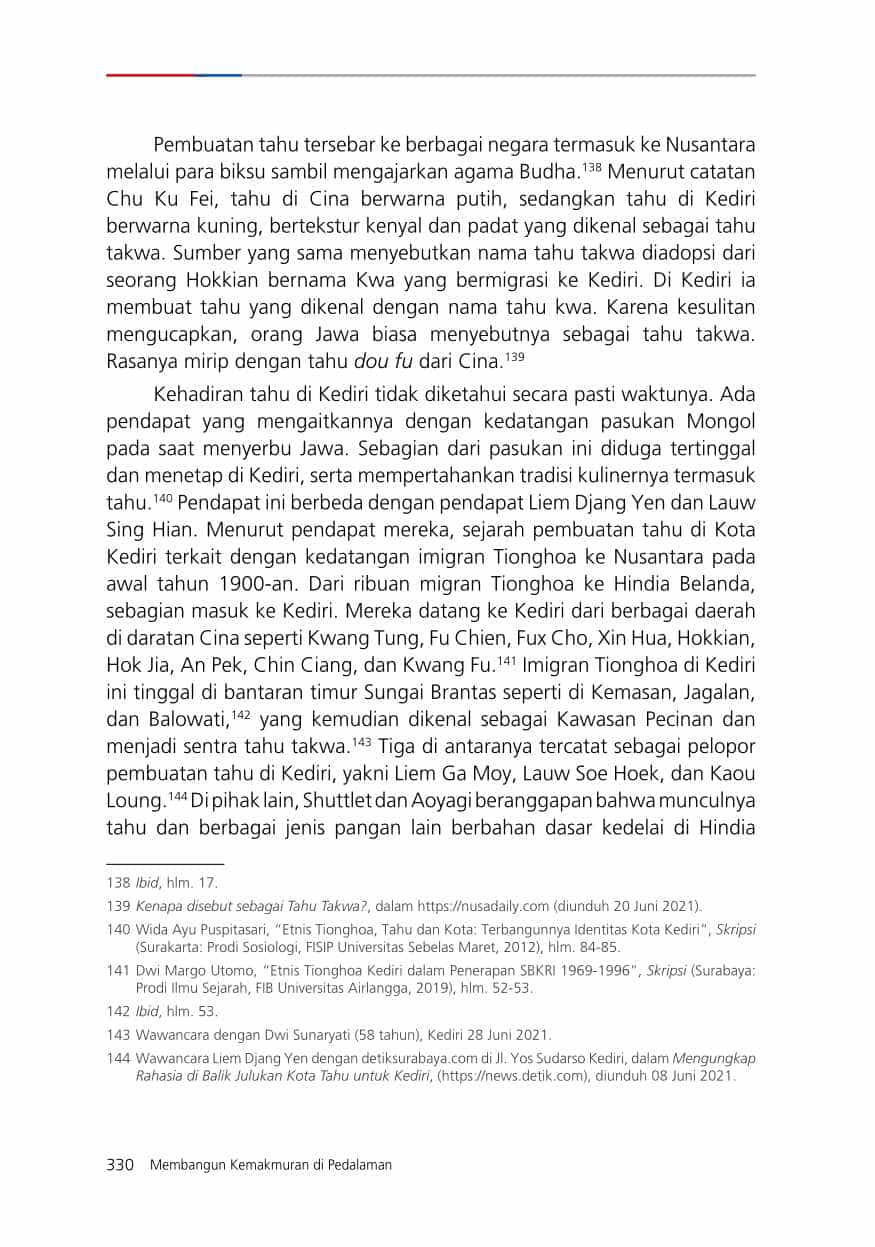 Pembuatan tahu tersebar ke berbagai negara termasuk ke Nusantara
melalui para biksu sambil mengajarkan agama Budha.138 Menurut catatan
Chu Ku Fei, tahu di Cina berwarna putih, sedangkan tahu di Kediri
berwarna kuning, bertekstur kenyal dan padat yang dikenal sebagai tahu
takwa. Sumber yang sama menyebutkan nama tahu takwa diadopsi dari
seorang Hokkian bernama Kwa yang bermigrasi ke Kediri. Di Kediri ia
membuat tahu yang dikenal dengan nama tahu kwa. Karena kesulitan
mengucapkan, orang Jawa biasa menyebutnya sebagai tahu takwa.
Rasanya mirip dengan tahu dou fu dari Cina.139
Kehadiran tahu di Kediri tidak diketahui secara pasti waktunya. Ada
pendapat yang mengaitkannya dengan kedatangan pasukan Mongol
pada saat menyerbu Jawa. Sebagian dari pasukan ini diduga tertinggal
dan menetap di Kediri, serta mempertahankan tradisi kulinernya termasuk
tahu.140 Pendapat ini berbeda dengan pendapat Liem Djang Yen dan Lauw
Sing Hian. Menurut pendapat mereka, sejarah pembuatan tahu di Kota
Kediri terkait dengan kedatangan imigran Tionghoa ke Nusantara pada
awal tahun 1900-an. Dari ribuan migran Tionghoa ke Hindia Belanda,
sebagian masuk ke Kediri. Mereka datang ke Kediri dari berbagai daerah
di daratan Cina seperti Kwang Tung, Fu Chien, Fux Cho, Xin Hua, Hokkian,
Hok Jia, An Pek, Chin Ciang, dan Kwang Fu.141 Imigran Tionghoa di Kediri
ini tinggal di bantaran timur Sungai Brantas seperti di Kemasan, Jagalan,
dan Balowati,142 yang kemudian dikenal sebagai Kawasan Pecinan dan
menjadi sentra tahu takwa.143 Tiga di antaranya tercatat sebagai pelopor
pembuatan tahu di Kediri, yakni Liem Ga Moy, Lauw Soe Hoek, dan Kaou
Loung.144 Di pihak lain, Shuttlet dan Aoyagi beranggapan bahwa munculnya
tahu dan berbagai jenis pangan lain berbahan dasar kedelai di Hindia
138 Ibid, hlm. 17.
139 Kenapa disebut sebagai Tahu Takwa?, dalam https://nusadaily.com (diunduh 20 Juni 2021).
140 Wida Ayu Puspitasari, “Etnis Tionghoa, Tahu dan Kota: Terbangunnya Identitas Kota Kediri”, Skripsi
(Surakarta: Prodi Sosiologi, FISIP Universitas Sebelas Maret, 2012), hlm. 84-85.
141 Dwi Margo Utomo, “Etnis Tionghoa Kediri dalam Penerapan SBKRI 1969-1996”, Skripsi (Surabaya:
Prodi Ilmu Sejarah, FIB Universitas Airlangga, 2019), hlm. 52-53.
142 Ibid, hlm. 53.
143 Wawancara dengan Dwi Sunaryati (58 tahun), Kediri 28 Juni 2021.
144 Wawancara Liem Djang Yen dengan detiksurabaya.com di Jl. Yos Sudarso Kediri, dalam Mengungkap
Rahasia di Balik Julukan Kota Tahu untuk Kediri, (https://news.detik.com), diunduh 08 Juni 2021.
330 Membangun Kemakmuran di Pedalaman